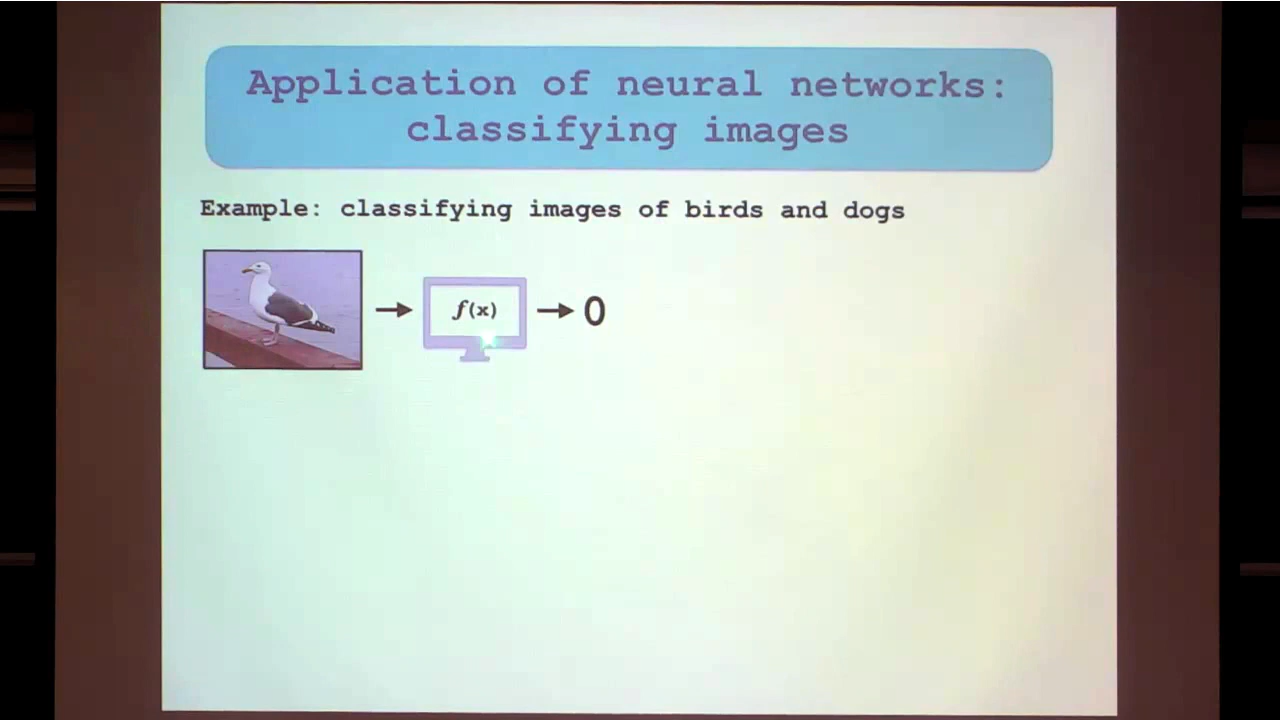 Application of neural networks:
classifying images
Example: classifying images of birds and dogs
f(x)
0